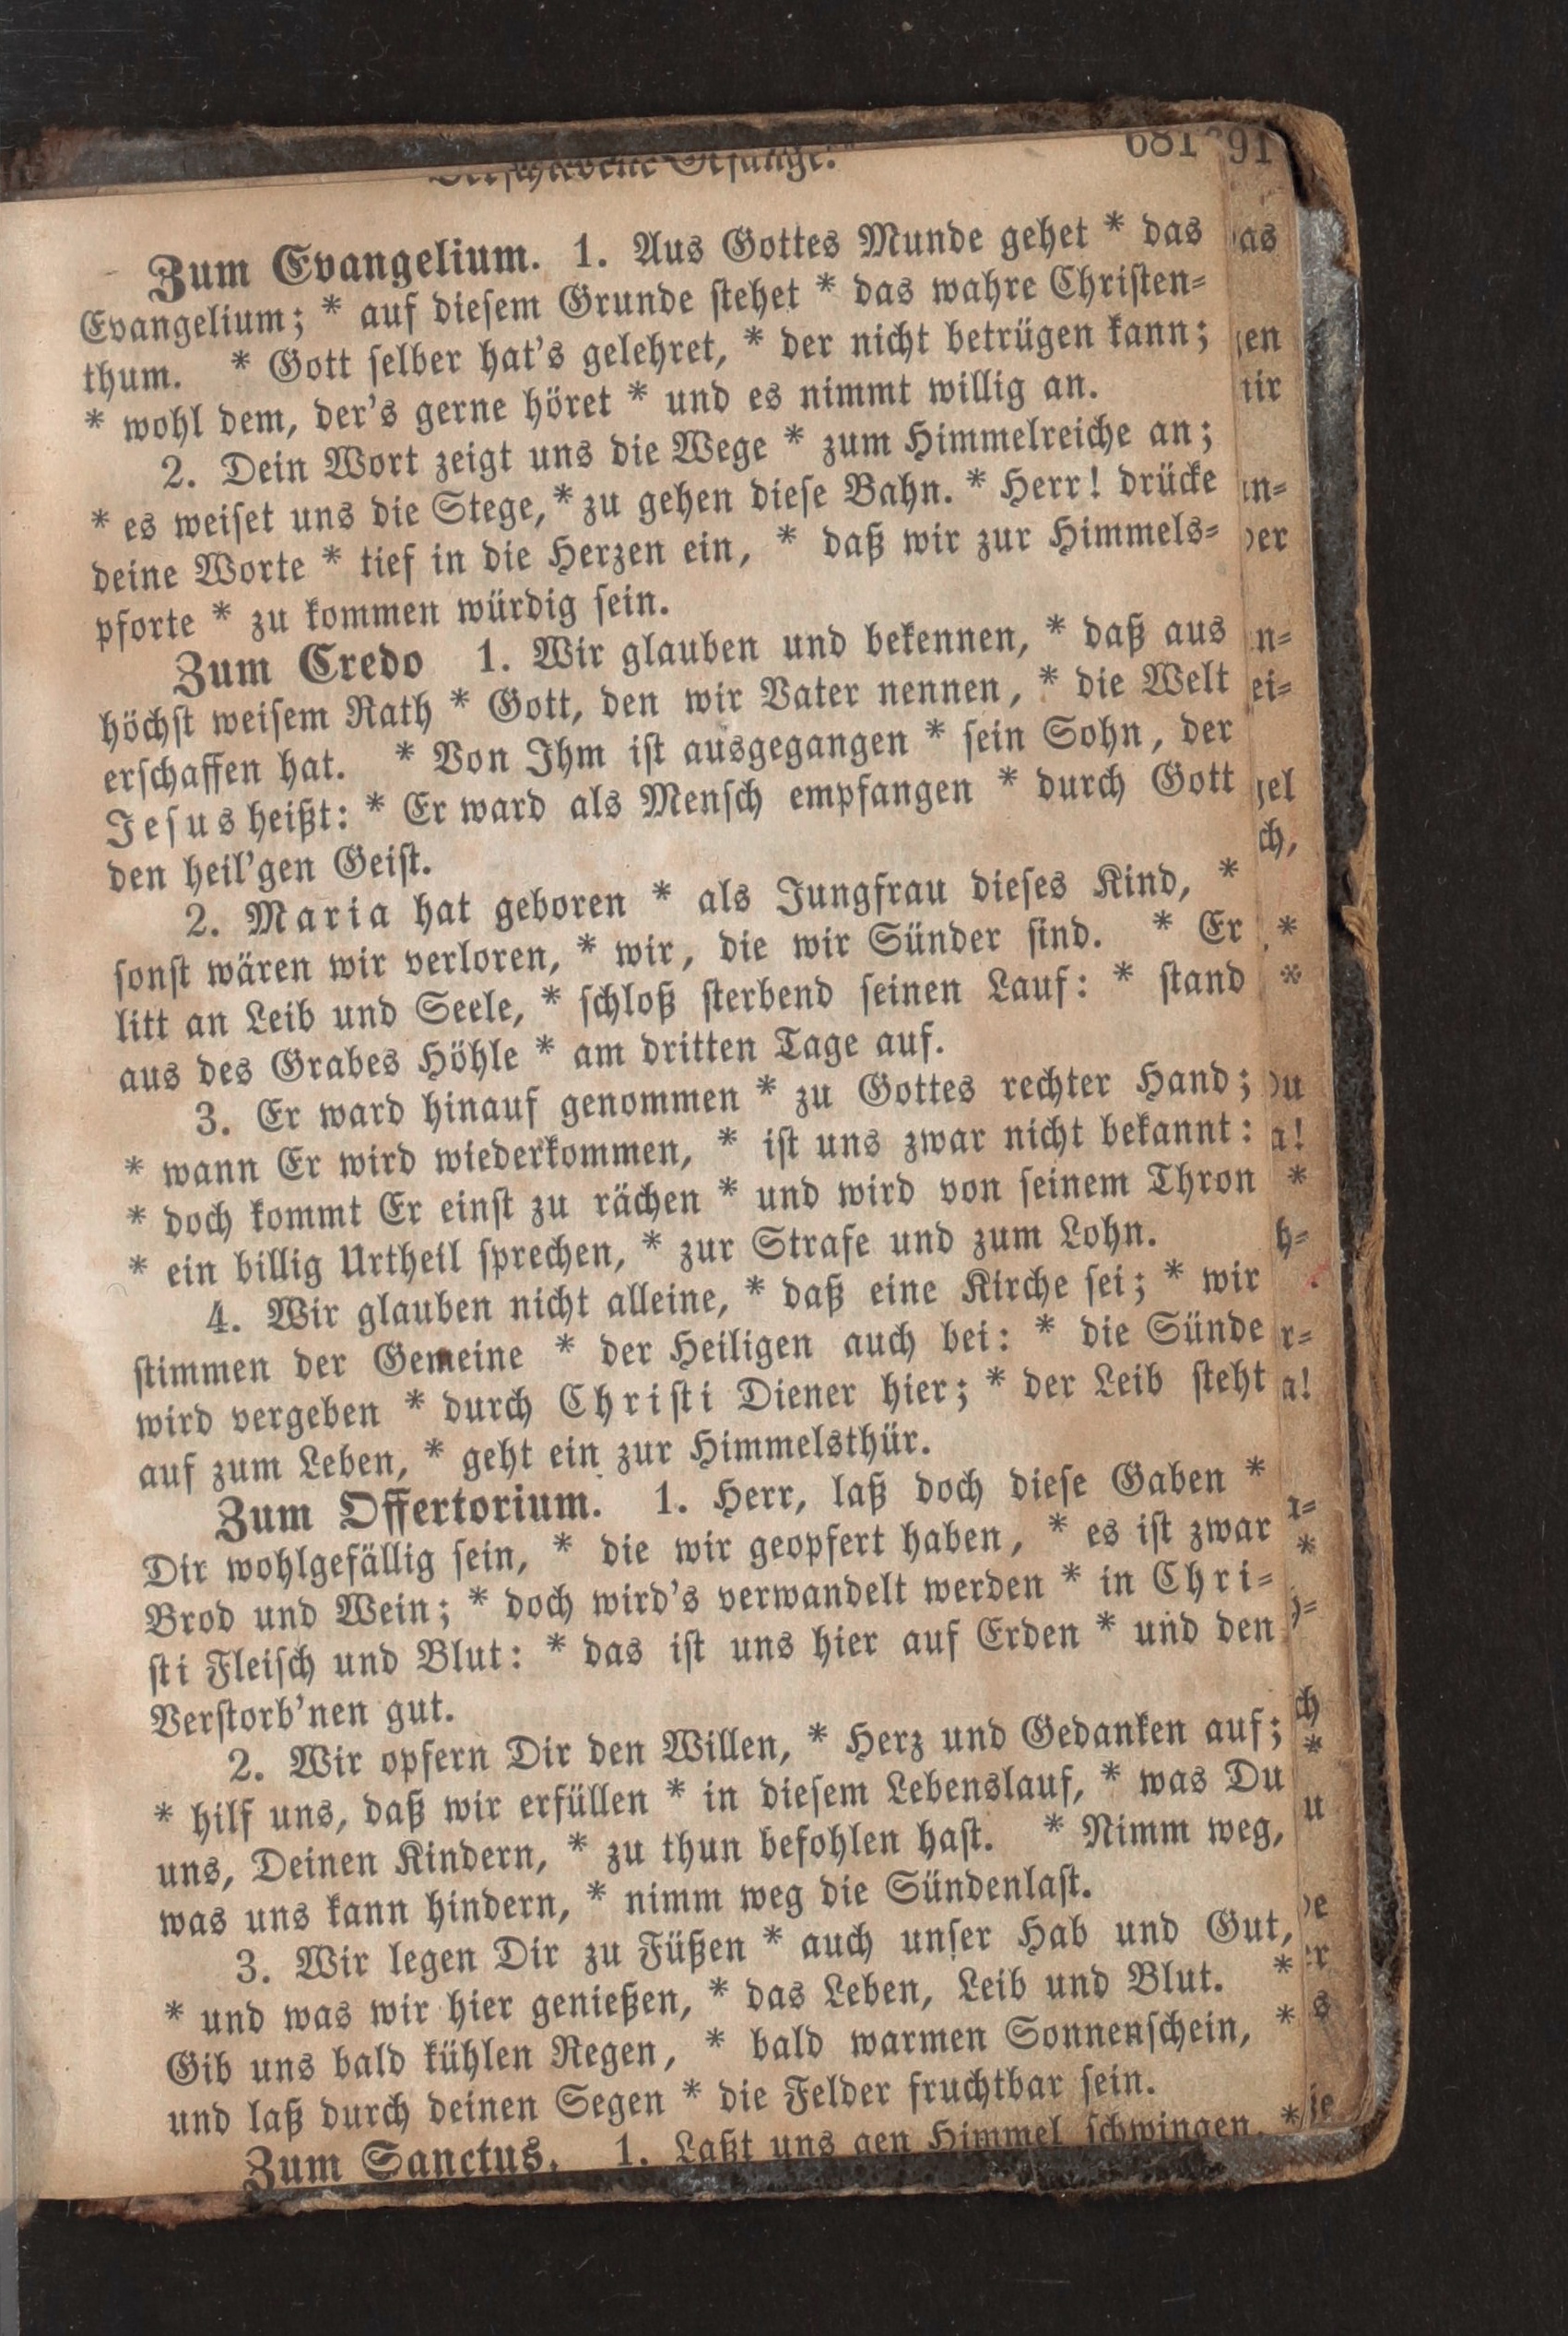 Verschiedene Gesänge. 681
Zum Evangelium. 1. Aus Gottes Munde gehet * das
Evangelium; * auf diesem Grunde stehet * das wahre Christen=
thum. * Gott selber hat's gelehret, * der nicht betrügen kann;
* wohl dem, der's gerne höret * und es nimmt willig an.
2. Dein Wort zeigt uns die Wege * zum Himmelreiche an;
* es weiset uns die Stege, * zu gehen diese Bahn. * Herr! drücke
deine Worte * tief in die Herzen ein, * daß wir zur Himmels=
pforte * zu kommen würdig sein.
Zum Credo 1. Wir glauben und bekennen, * daß aus
höchst weisem Rath * Gott, den wir Vater nennen, * die Welt
erschaffen hat. * Von Ihm ist ausgegangen * sein Sohn, der
Jesus heißt: * Er ward als Mensch empfangen * durch Gott
den heil'gen Geist.
2. Maria hat geboren * als Jungfrau dieses Kind, *
sonst wären wir verloren, * wir, die wir Sünder sind. * Er
litt an Leib und Seele, * schloß sterbend seinen Lauf: * stand
aus des Grabes Höhle * am dritten Tage auf.
3. Er ward hinauf genommen * zu Gottes rechter Hand;
* wann Er wird wiederkommen, * ist uns zwar nicht bekannt:
* doch kommt Er einst zu rächen * und wird von seinem Thron
* ein billig Urtheil sprechen, * zur Strafe und zum Lohn.
4. Wir glauben nicht alleine, * daß eine Kirche sei; * wir
stimmen der Gemeine * der Heiligen auch bei: * die Sünde
wird vergeben * durch Christi Diener hier; * der Leib steht
auf zum Leben, * geht ein zur Himmelsthür.
Zum Offertorium. 1. Herr, laß doch diese Gaben *
Dir wohlgefällig sein, * die wir geopfert haben, * es ist zwar
Brod und Wein; * doch wird's verwandelt werden * in Chri=
sti Fleisch und Blut: * das ist uns hier auf Erden * und den
Verstorb'nen gut.
2. Wir opfern Dir den Willen, * Herz und Gedanken auf;
* hilf uns, daß wir erfüllen * in diesem Lebenslauf, * was Du
uns, Deinen Kindern, * zu thun befohlen hast. * Nimm weg,
was uns kann hindern, * nimm weg die Sündenlast.
3. Wir legen Dir zu Füßen * auch unser Hab und Gut,
* und was wir hier genießen, * das Leben, Leib und Blut. *
Gib uns bald kühlen Regen, * bald warmen Sonnenschein, *
und laß durch deinen Segen * die Felder fruchtbar sein.
Zum Sanctus. 1. Laßt uns gen Himmel schwingen, *